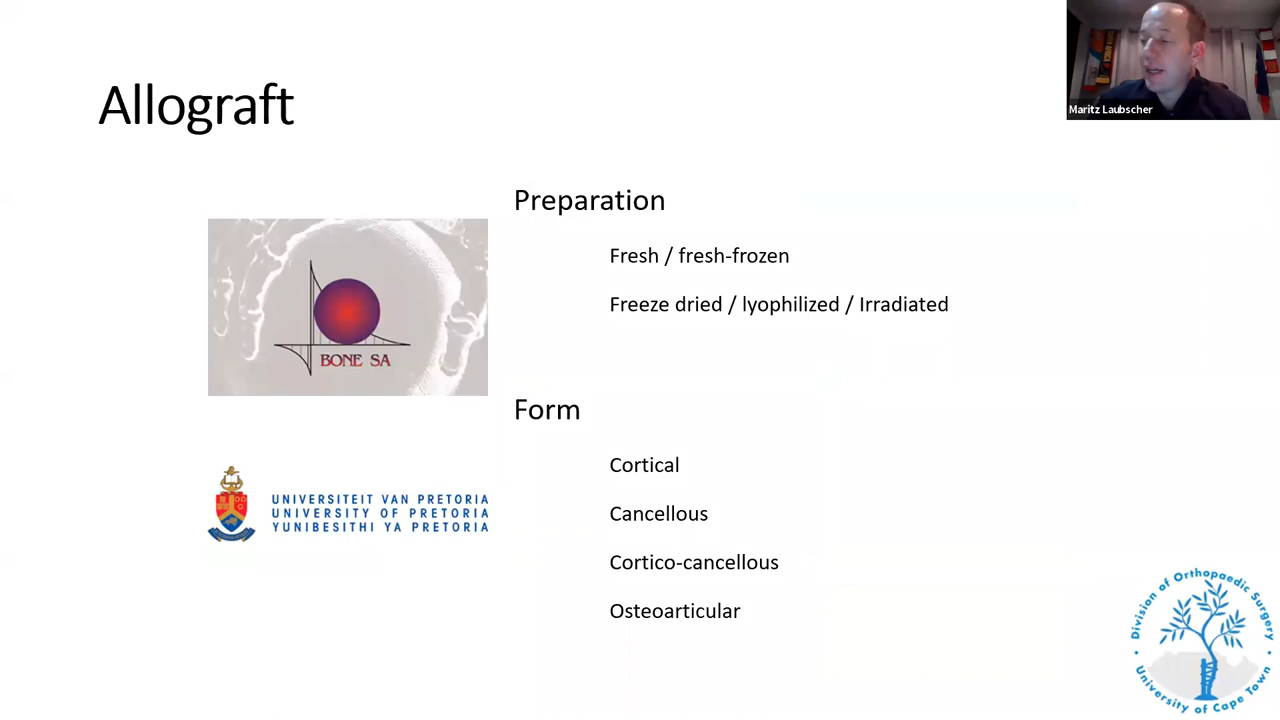 Maritz Laubscher
Allograft
Preparation
Fresh / fresh-frozen
Freeze dried / lyophilized / Irradiated
BONE SA
Form
Cortical
Cancellous
Cortico-cancellous
Osteoarticular
UNIVERSITEIT VAN PRETORIA
UNIVERSITY OF PRETORIA
YUNIBESITHI YA PRETORIA
Division of Orthopaedic Surgery
University of Cape Town